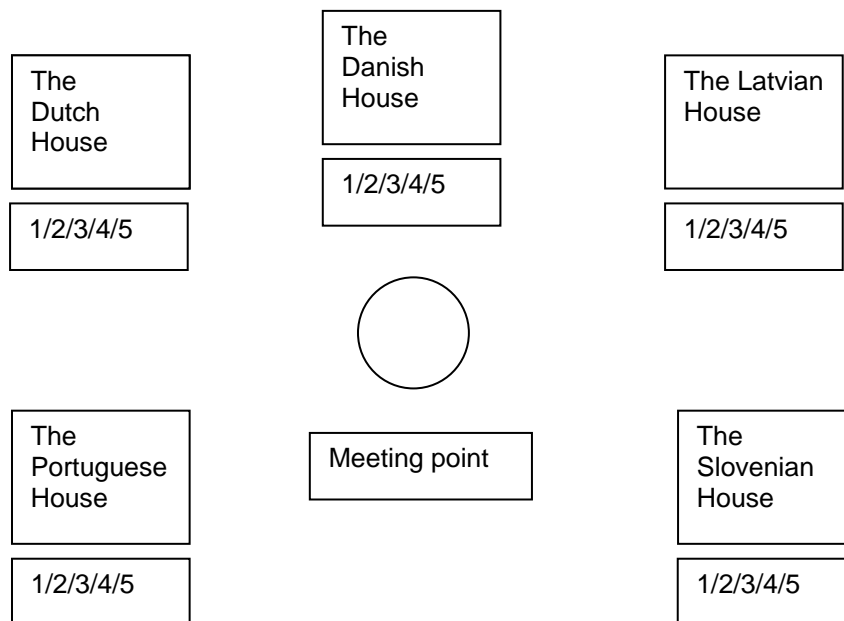 The
Dutch
House
1/2/3/4/5
The
Danish
House
1/2/3/4/5
The Latvian
House
1/2/3/4/5
The
Portuguese
House
1/2/3/4/5
Meeting point
The
Slovenian
House
1/2/3/4/5